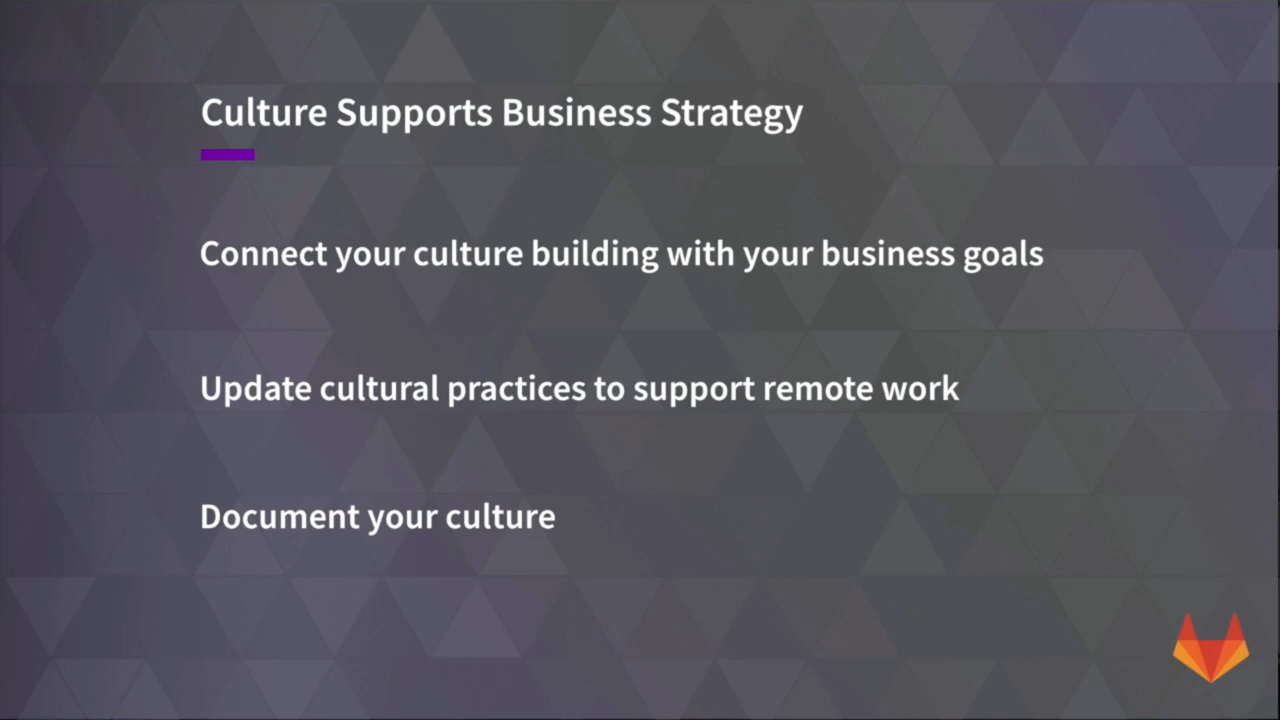 Culture Supports Business Strategy
Connect your culture building with your business goals
Update cultural practices to support remote work
Document your culture